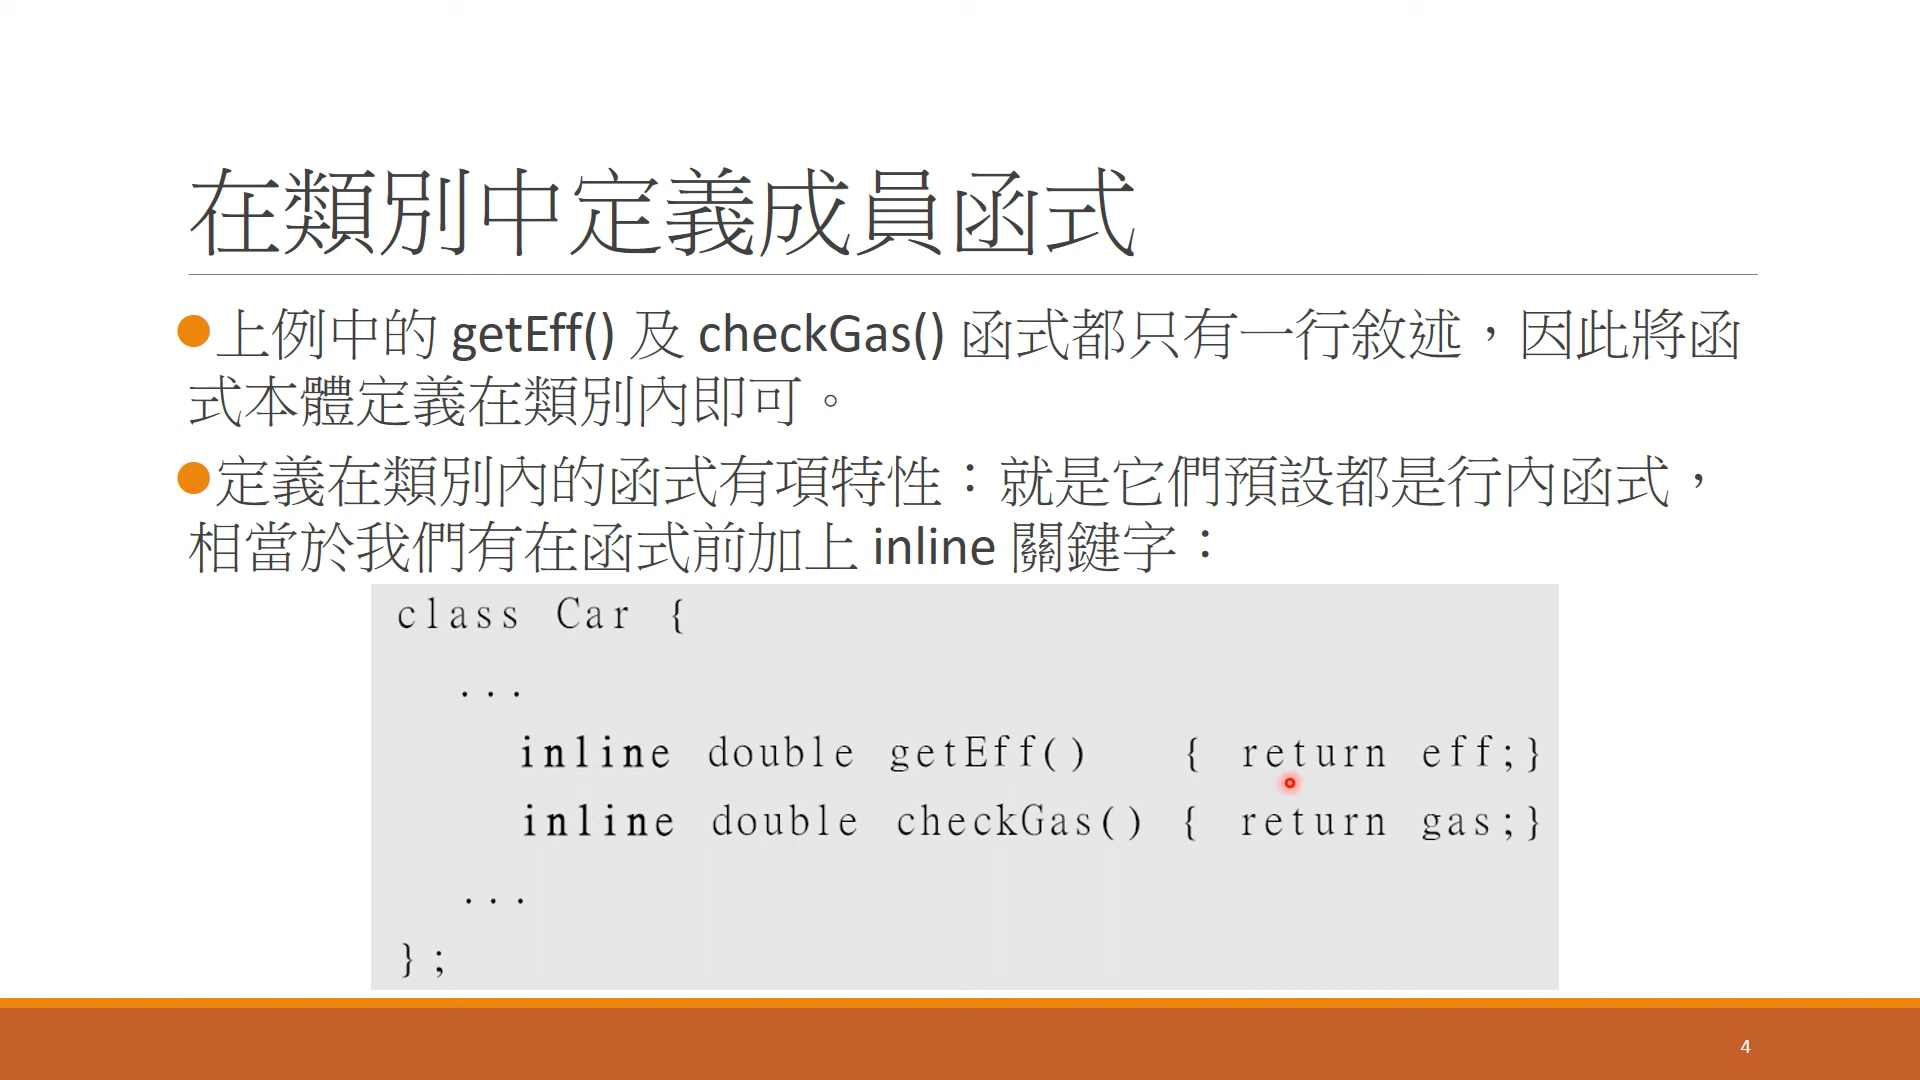 在類別中定義成員函式
●上例中的 getEff() 及 checkGas() 函式都只有一行敘述，因此將函
式本體定義在類別內即可。
●定義在類別內的函式有項特性：就是它們預設都是行內函式，
相當於我們有在函式前加上 inline 關鍵字：
class Car {
...
inline double getEff() { return eff;}
inline double checkGas() { return gas;}
...
};
4